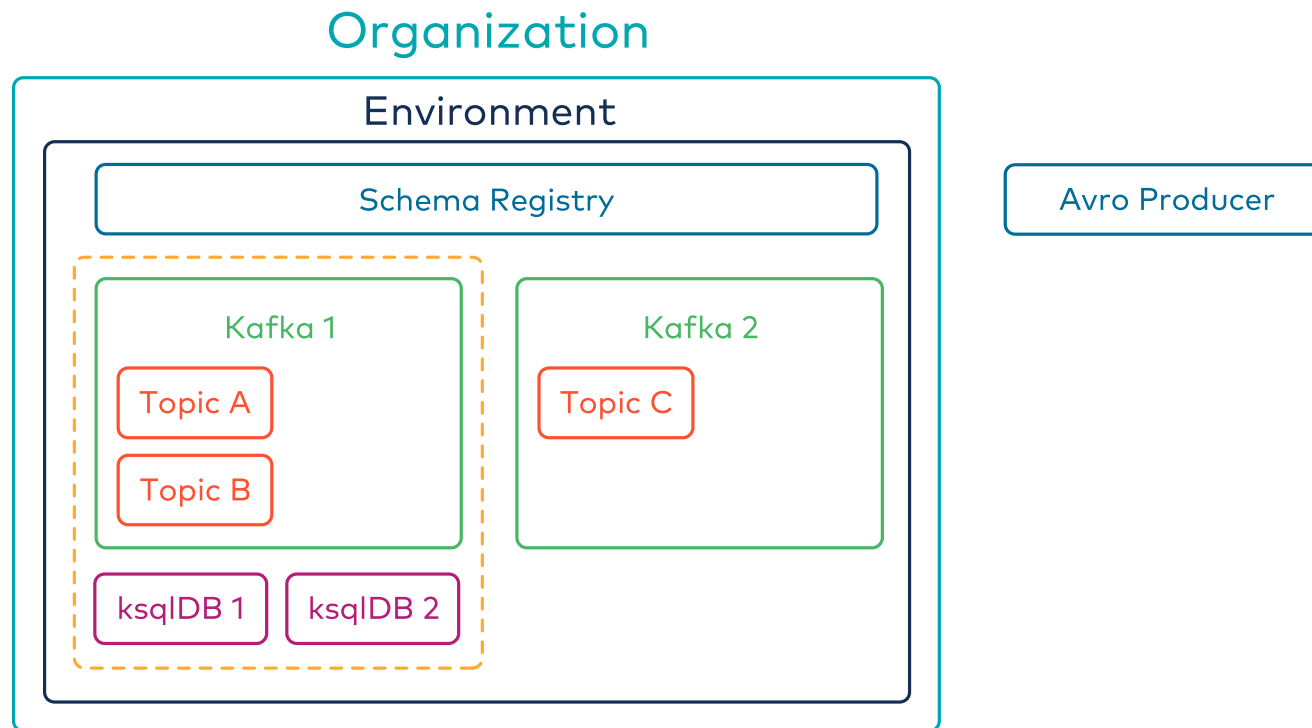 Organization
Environment
Schema Registry
Avro Producer
Kafka 1
Kafka 2
Topic A
Topic C
Topic B
ksqlDB 1
ksqlDB 2